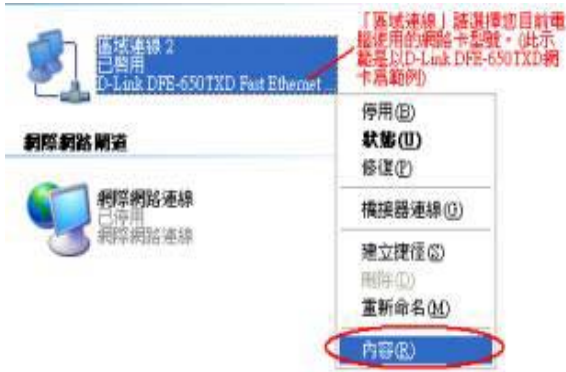 區域連線 2
已啟用
D-Link DFE-650TXD Fast Ethernet ...
「區域連線」請選擇您目前電
腦使用的網路卡型號。(此示
範是以D-Link DFE-650TXD網
卡為範例)
停用(B)
狀態(U)
修復(P)
橋接器連線(G)
建立捷徑(S)
刪除(D)
重新命名(M)
內容(R)
網際網路閘道
網際網路連線
已停用
網際網路連線